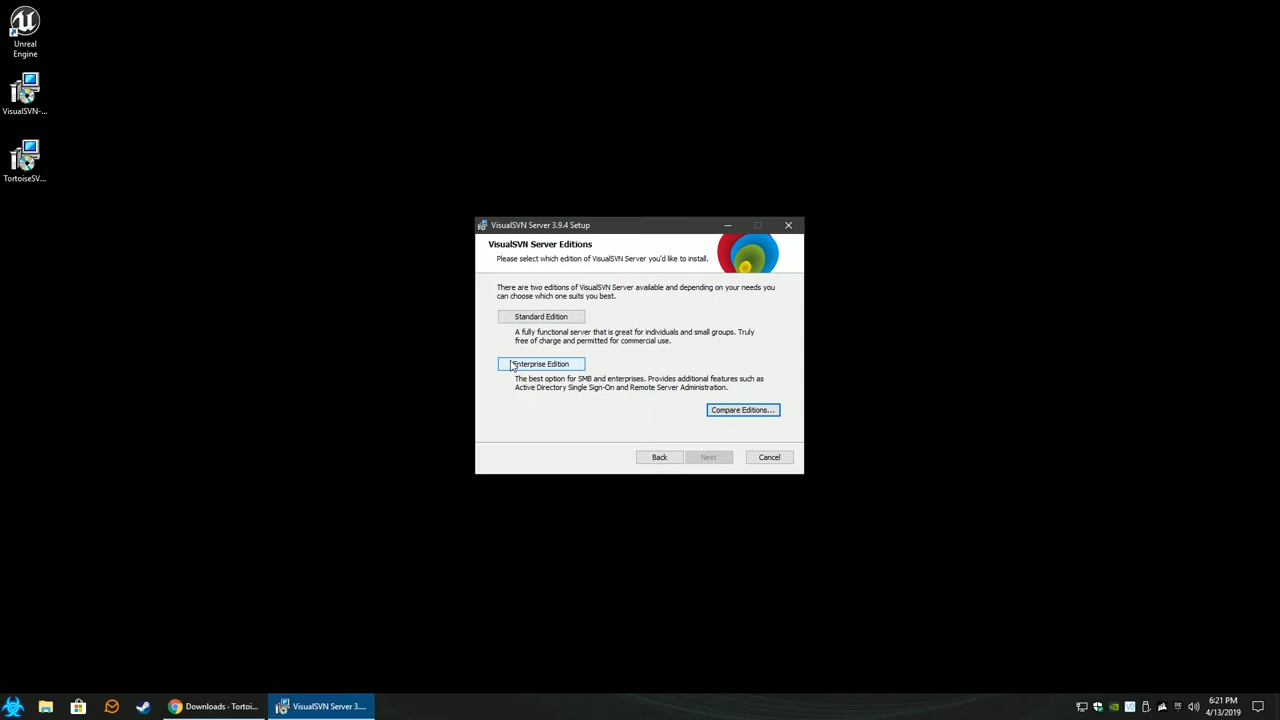 Unreal
Engine
VisualSVN-...
TortoiseSV...
VisualSVN Server 3.9.4 Setup
VisualSVN Server Editions
Please select which edition of VisualSVN Server you'd like to install.
There are two editions of VisualSVN Server available and depending on your needs you
can choose which one suits you best.
Standard Edition
A fully functional server that is great for individuals and small groups. Truly
free of charge and permitted for commercial use.
Enterprise Edition
The best option for SMB and enterprises. Provides additional features such as
Active Directory Single Sign-On and Remote Server Administration.
Compare Editions...
Back
Next
Cancel
Downloads · Tortoi...
VisualSVN Server 3....
6:21 PM
4/13/2019